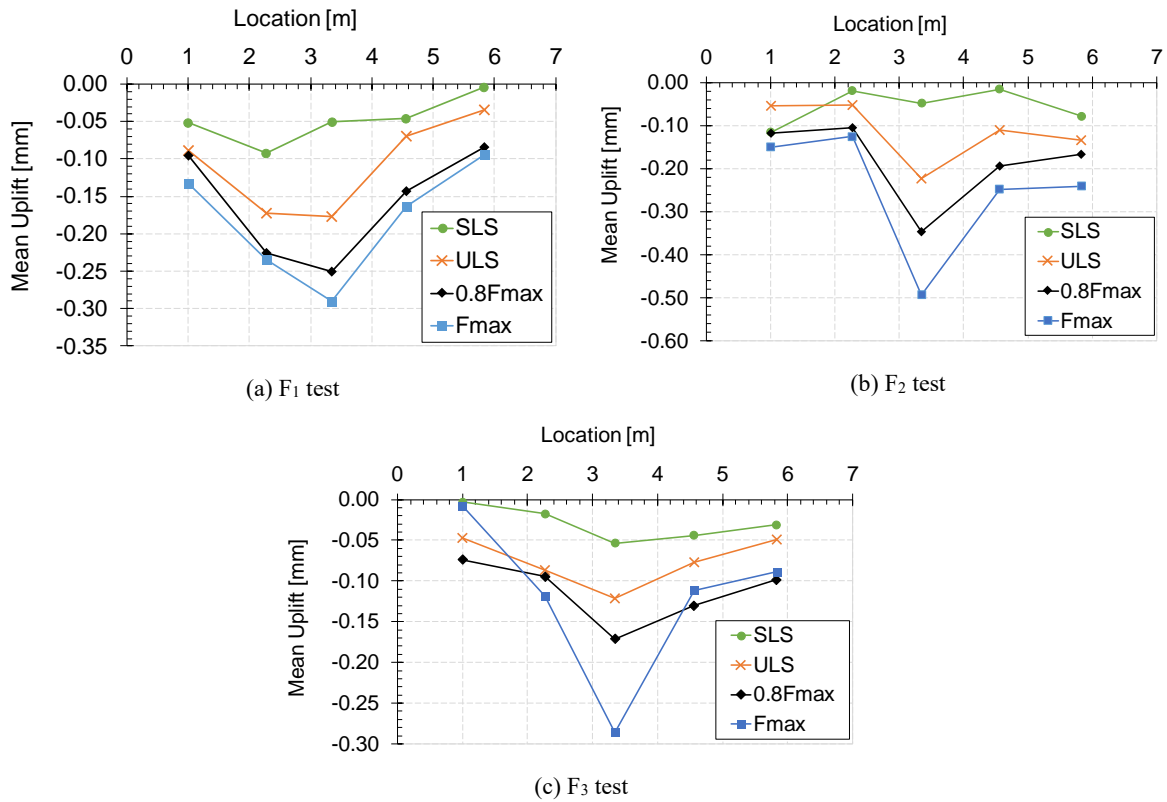 Location [m]
0 1 2 3 4 5 6 7
0.00
-0.05
-0.10
-0.15
-0.20
-0.25
-0.30
-0.35
Mean Uplift [mm]
SLS
ULS
0.8Fmax
Fmax
(a) F1 test
Location [m]
0 1 2 3 4 5 6 7
0.00
-0.10
-0.20
-0.30
-0.40
-0.50
-0.60
Mean Uplift [mm]
SLS
ULS
0.8Fmax
Fmax
(b) F2 test
Location [m]
0 1 2 3 4 5 6 7
0.00
-0.05
-0.10
-0.15
-0.20
-0.25
-0.30
Mean Uplift [mm]
SLS
ULS
0.8Fmax
Fmax
(c) F3 test